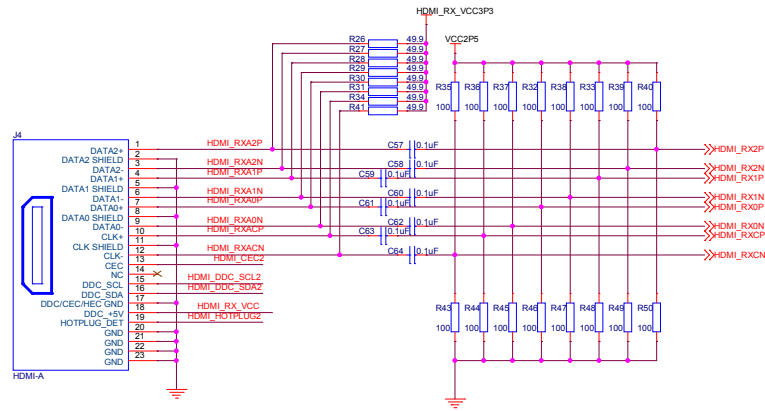 HDMI_RX_VCC3P3
R26 49.9
R27 49.9
R28 49.9
R29 49.9
R30 49.9
R31 49.9
R34 49.9
R41 49.9
VCC2P5
R35 R36 R37 R32 R38 R33 R39 R40
100 100 100 100 100 100 100 100
J4
1 HDMI_RXA2P C57 0.1uF HDMI_RX2P
DATA2+
2
DATA2 SHIELD
3 HDMI_RXA2N C58 0.1uF HDMI_RX2N
DATA2-
4 HDMI_RXA1P C59 0.1uF HDMI_RX1P
DATA1+
5
DATA1 SHIELD
6 HDMI_RXA1N C60 0.1uF HDMI_RX1N
DATA1-
7 HDMI_RXA0P C61 0.1uF HDMI_RX0P
DATA0+
8
DATA0 SHIELD
9 HDMI_RXA0N C62 0.1uF HDMI_RX0N
DATA0-
10 HDMI_RXACP C63 0.1uF HDMI_RXCP
CLK+
11
CLK SHIELD
12 HDMI_RXACN C64 0.1uF HDMI_RXCN
CLK-
13 HDMI_CEC2
CEC
14
NC
15 HDMI_DDC_SCL2
DDC_SCL
16 HDMI_DDC_SDA2
DDC_SDA
17
DDC/CEC/HEC GND
18 HDMI_RX_VCC
DDC_+5V
19 HDMI_HOTPLUG2
HOTPLUG_DET
20
GND
21
GND
22
GND
23
GND
HDMI-A
R43 R44 R45 R46 R47 R48 R49 R50
100 100 100 100 100 100 100 100